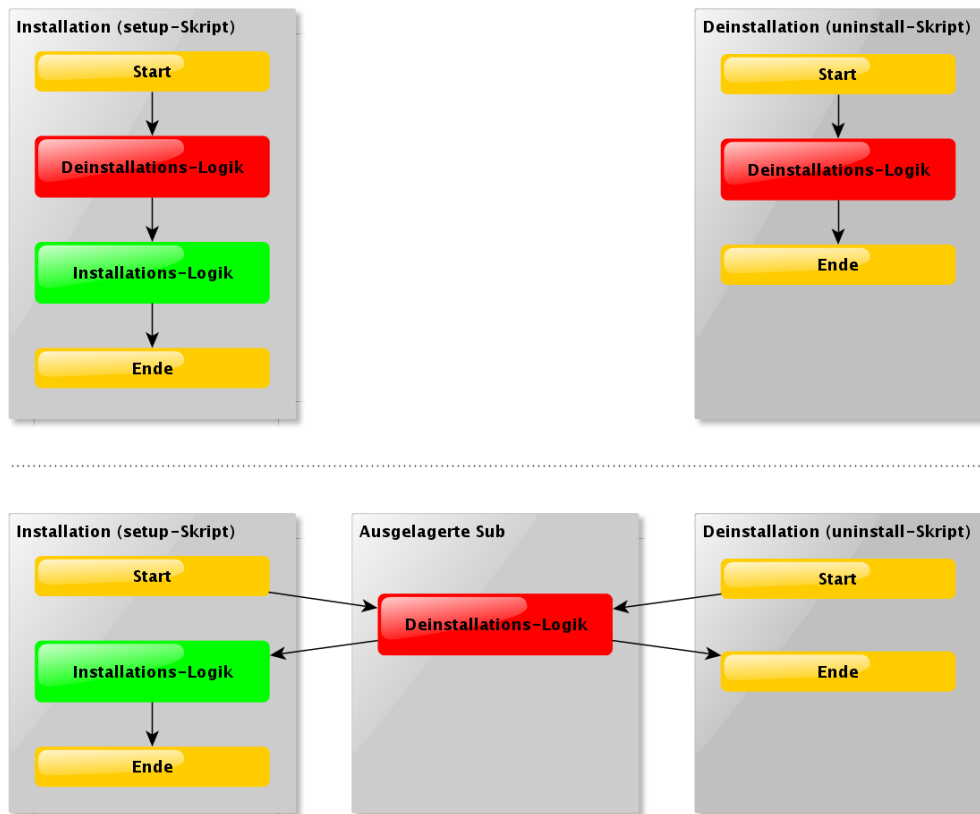 Installation (setup-Skript)
Start
Deinstallations-Logik
Installations-Logik
Ende
Deinstallation (uninstall-Skript)
Start
Deinstallations-Logik
Ende
Installation (setup-Skript)
Start
Installations-Logik
Ende
Ausgelagerte Sub
Deinstallations-Logik
Deinstallation (uninstall-Skript)
Start
Ende